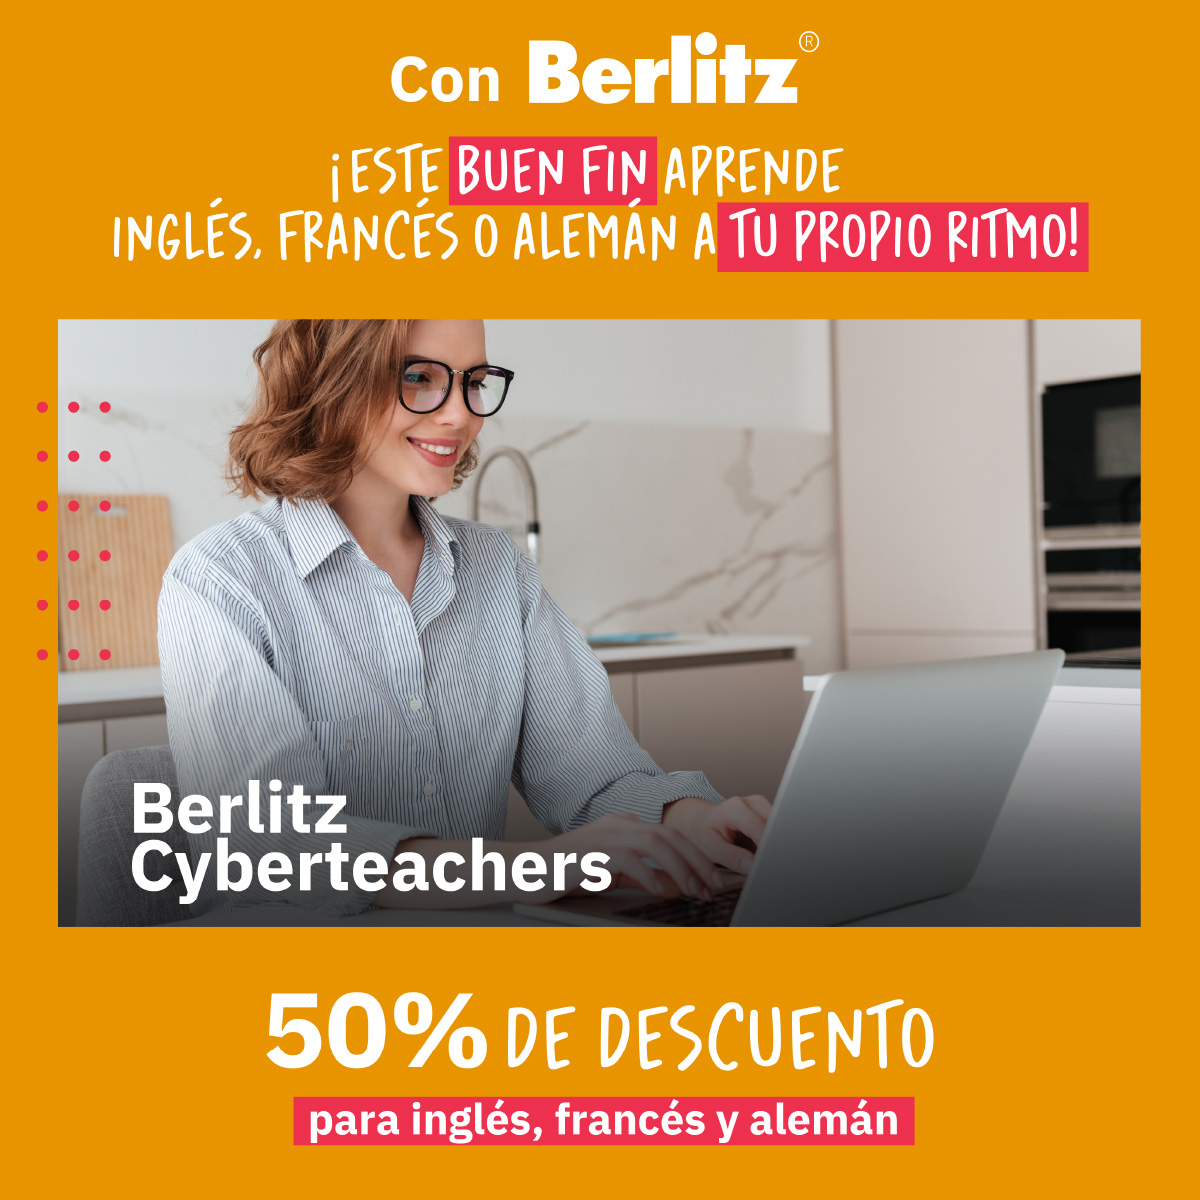 Con Berlitz®
¡ESTE BUEN FIN APRENDE
INGLÉS, FRANCÉS O ALEMÁN A TU PROPIO RITMO!
Berlitz
Cyberteachers
50% DE DESCUENTO
para inglés, francés y alemán